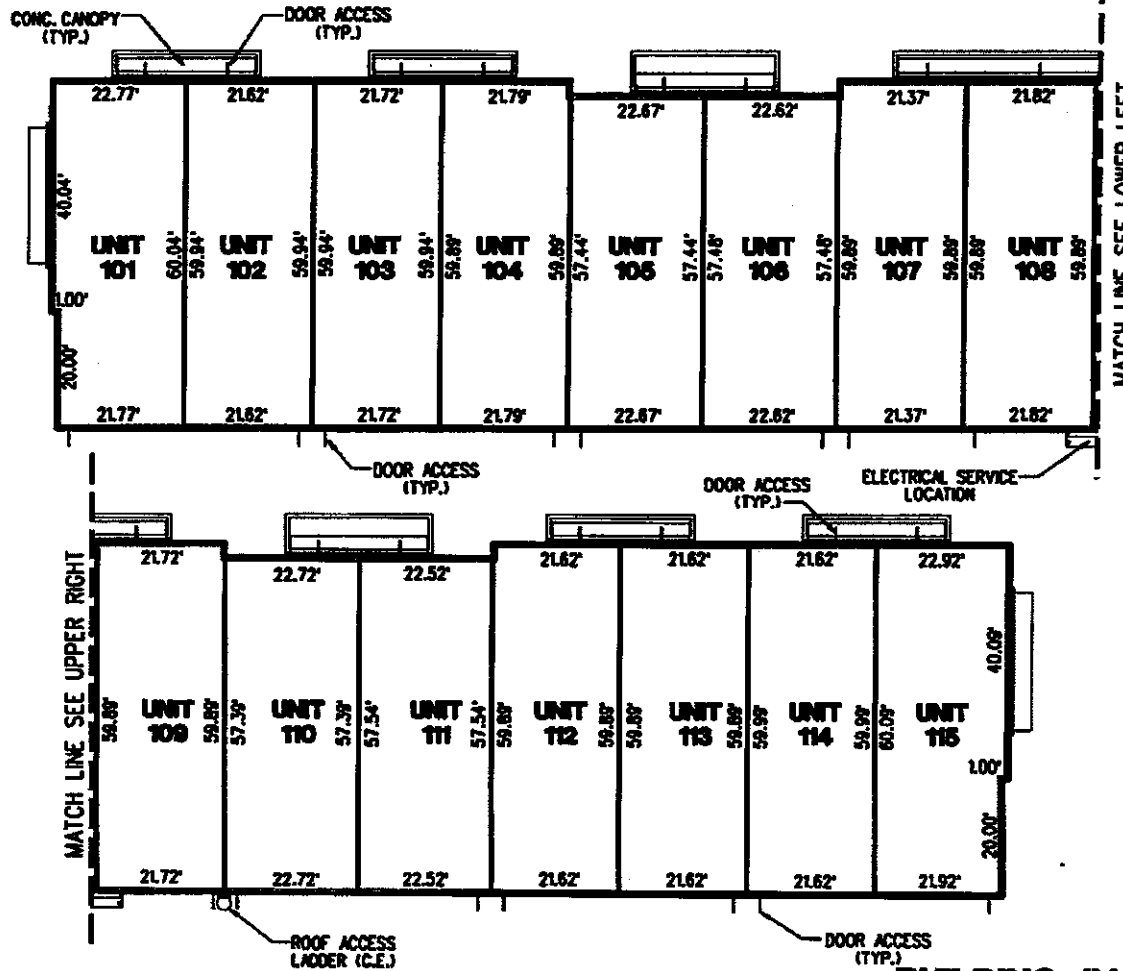 CONC. CANOPY
(TYP.)
DOOR ACCESS
(TYP.)
22.77'
21.62'
21.72'
21.79'
22.67'
22.62'
21.37'
21.82'
40.04'
UNIT
101
60.04'
59.94'
UNIT
102
59.94'
59.94'
UNIT
103
59.94'
59.89'
UNIT
104
59.89'
57.44'
UNIT
105
57.44'
57.48'
UNIT
106
57.48'
59.89'
UNIT
107
59.89'
59.89'
UNIT
108
59.89'
MATCH LINE SEE LOWER LEFT
1.00'
20.00'
21.77'
21.62'
21.72'
21.79'
22.67'
22.62'
21.37'
21.82'
DOOR ACCESS
(TYP.)
ELECTRICAL SERVICE
LOCATION
DOOR ACCESS
(TYP.)
MATCH LINE SEE UPPER RIGHT
21.72'
22.72'
22.52'
21.62'
21.62'
21.62'
22.92'
59.89'
UNIT
109
59.89'
57.39'
UNIT
110
57.39'
57.54'
UNIT
111
57.54'
59.89'
UNIT
112
59.89'
59.89'
UNIT
113
59.89'
59.99'
UNIT
114
59.99'
60.09'
UNIT
115
40.09'
1.00'
20.00'
21.72'
22.72'
22.52'
21.62'
21.62'
21.62'
21.92'
ROOF ACCESS
LADDER (C.E.)
DOOR ACCESS
(TYP.)